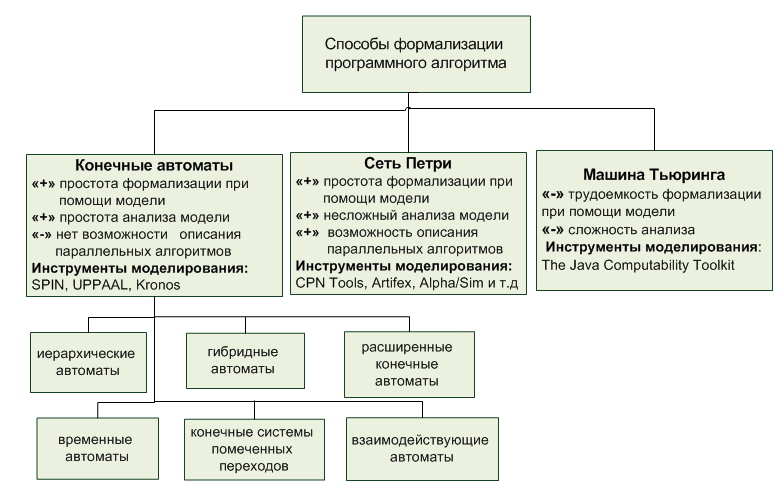 Способы формализации
программного алгоритма
Конечные автоматы
«+» простота формализации при
помощи модели
«+» простота анализа модели
«-» нет возможности описания
параллельных алгоритмов
Инструменты моделирования:
SPIN, UPPAAL, Kronos
Сеть Петри
«+» простота формализации при
помощи модели
«+» несложный анализа модели
«+» возможность описания
параллельных алгоритмов
Инструменты моделирования:
CPN Tools, Artifex, Alpha/Sim и т.д
Машина Тьюринга
«-» трудоемкость формализации
при помощи модели
«-» сложность анализа
Инструменты моделирования:
The Java Computability Toolkit
иерархические
автоматы
гибридные
автоматы
расширенные
конечные
автоматы
временные
автоматы
конечные системы
помеченных
переходов
взаимодействующие
автоматы